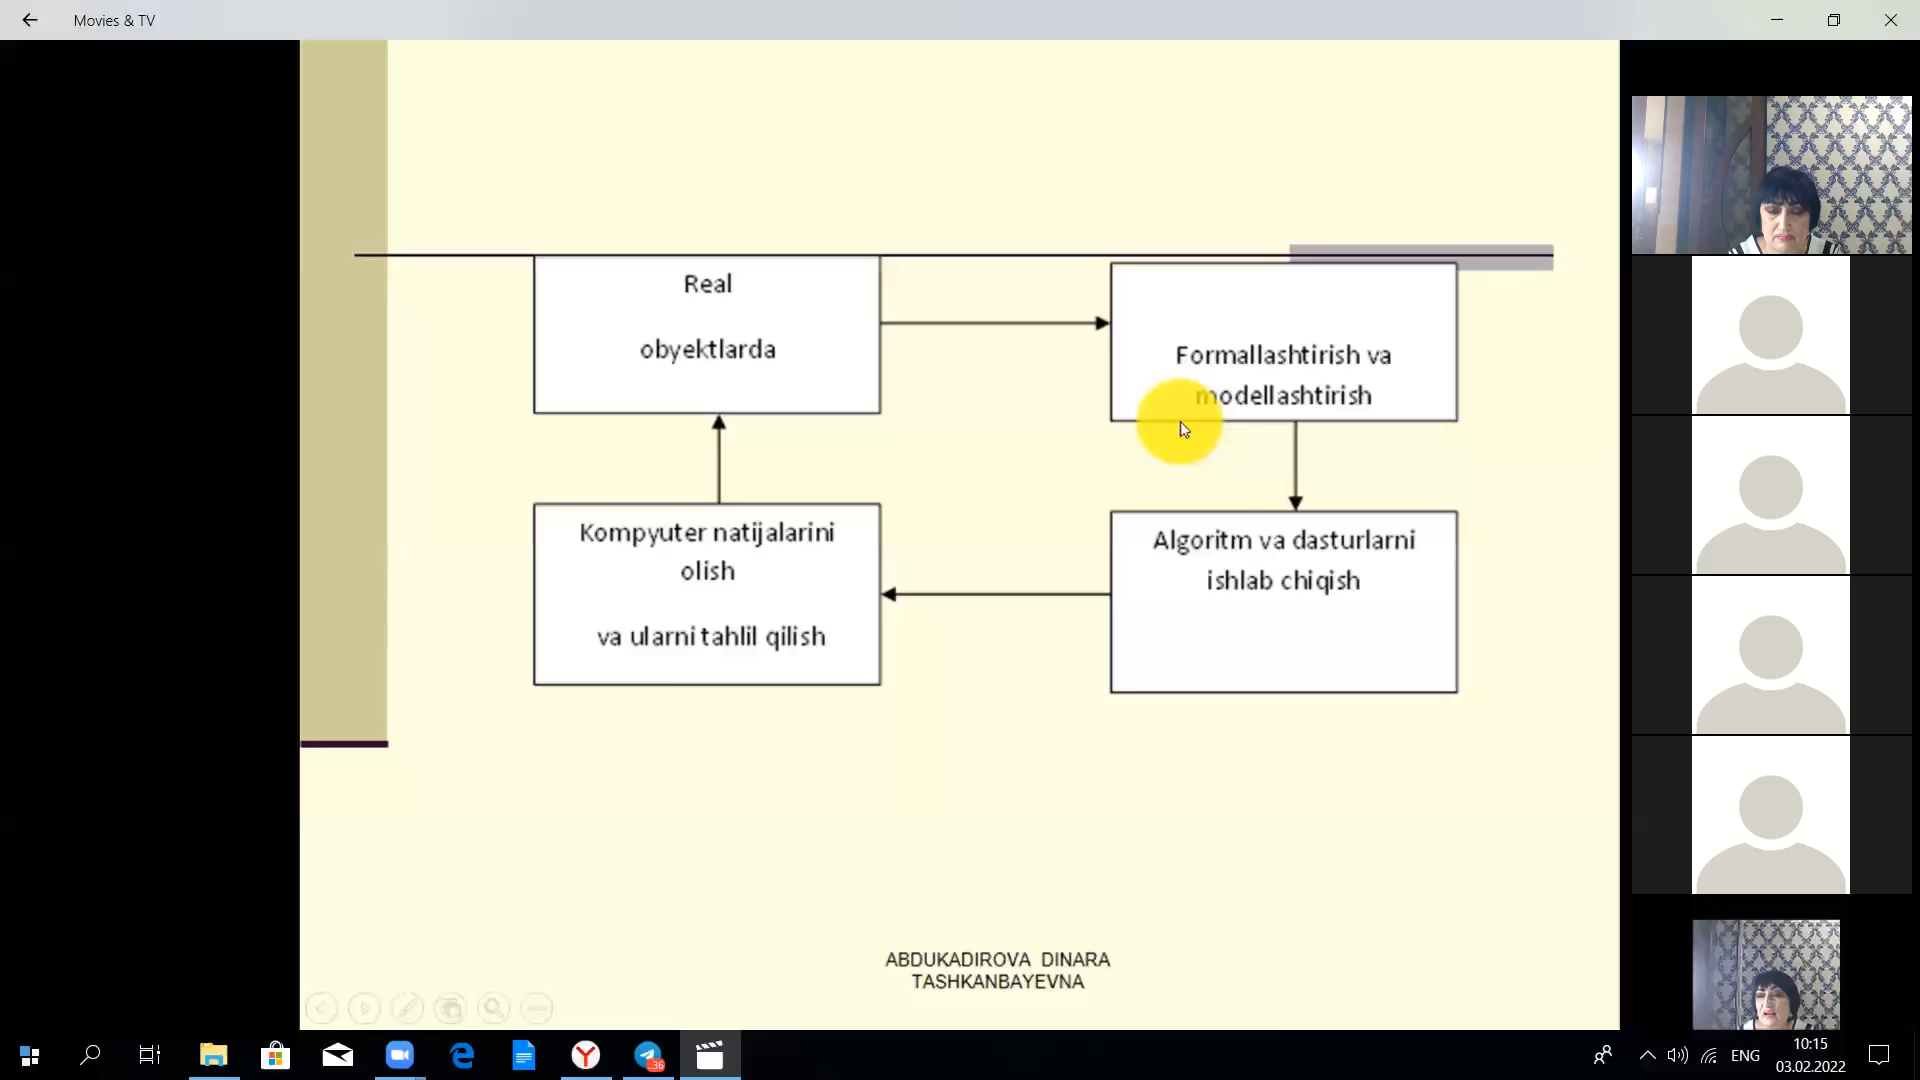 Movies & TV
Real
obyektlarda
Formallashtirish va
modellashtirish
Kompyuter natijalarini
olish
va ularni tahlil qilish
Algoritm va dasturlarni
ishlab chiqish
ABDUKADIROVA DINARA
TASHKANBAYEVNA
36
ENG
10:15
03.02.2022